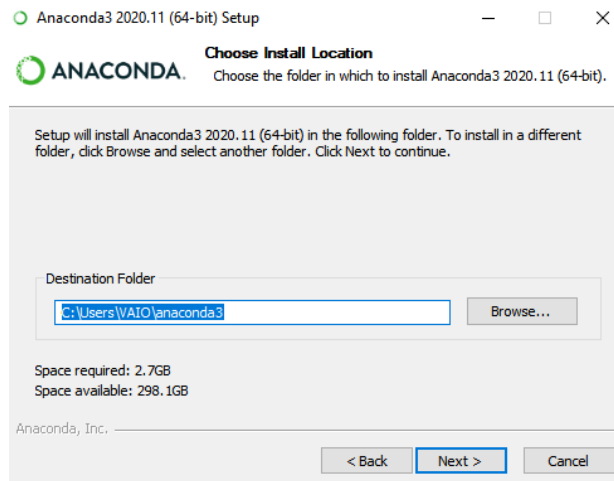 Anaconda3 2020.11 (64-bit) Setup
Choose Install Location
ANACONDA.
Choose the folder in which to install Anaconda3 2020.11 (64-bit).
Setup will install Anaconda3 2020.11 (64-bit) in the following folder. To install in a different
folder, click Browse and select another folder. Click Next to continue.
Destination Folder
C:\Users\VAIO\anaconda3
Browse...
Space required: 2.7GB
Space available: 298.1GB
Anaconda, Inc.
< Back
Next >
Cancel